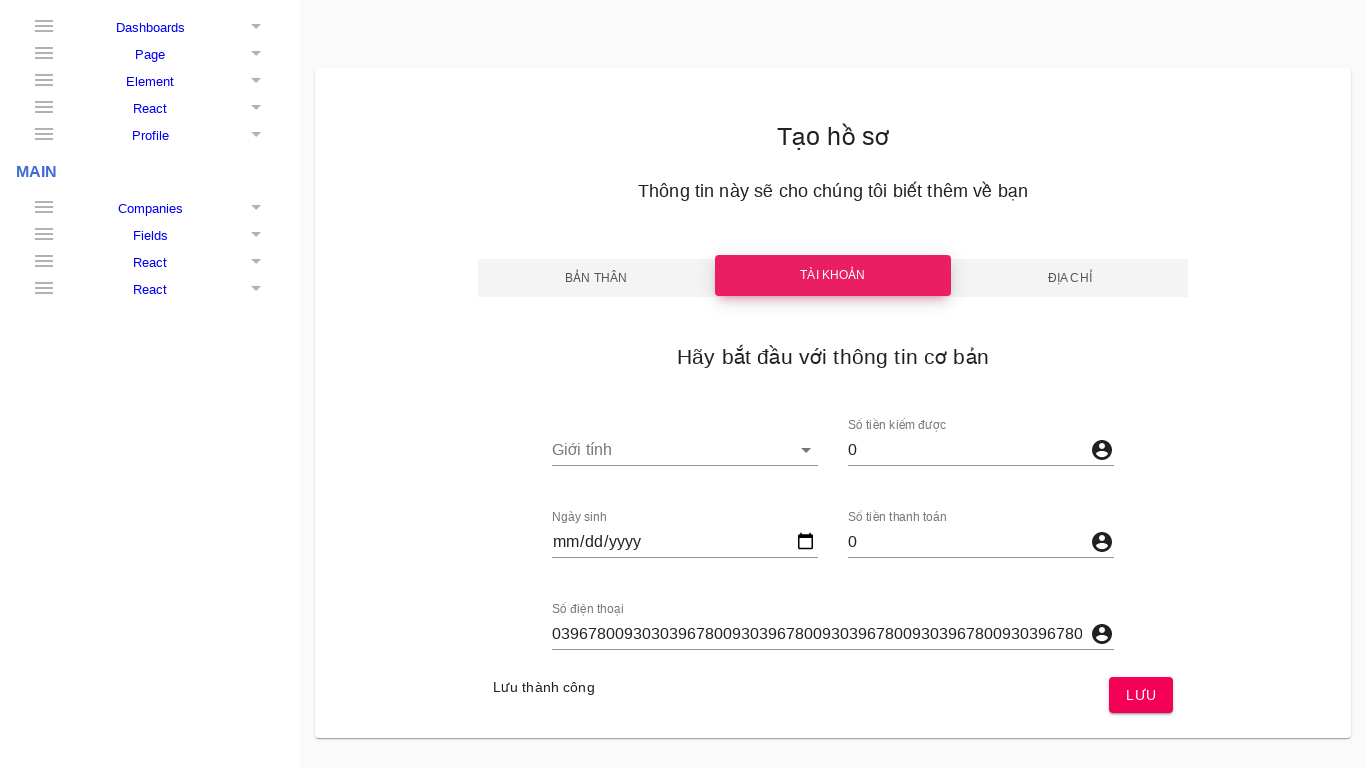 Dashboards
Page
Element
React
Profile
MAIN
Companies
Fields
React
React
Tạo hồ sơ
Thông tin này sẽ cho chúng tôi biết thêm về bạn
BẢN THÂN
TÀI KHOẢN
ĐỊA CHỈ
Hãy bắt đầu với thông tin cơ bản
Giới tính
Số tiền kiếm được
0
Ngày sinh
mm/dd/yyyy
Số tiền thanh toán
0
Số điện thoại
03967800930303967800930396780093039678009303967800930396780
Lưu thành công
LƯU